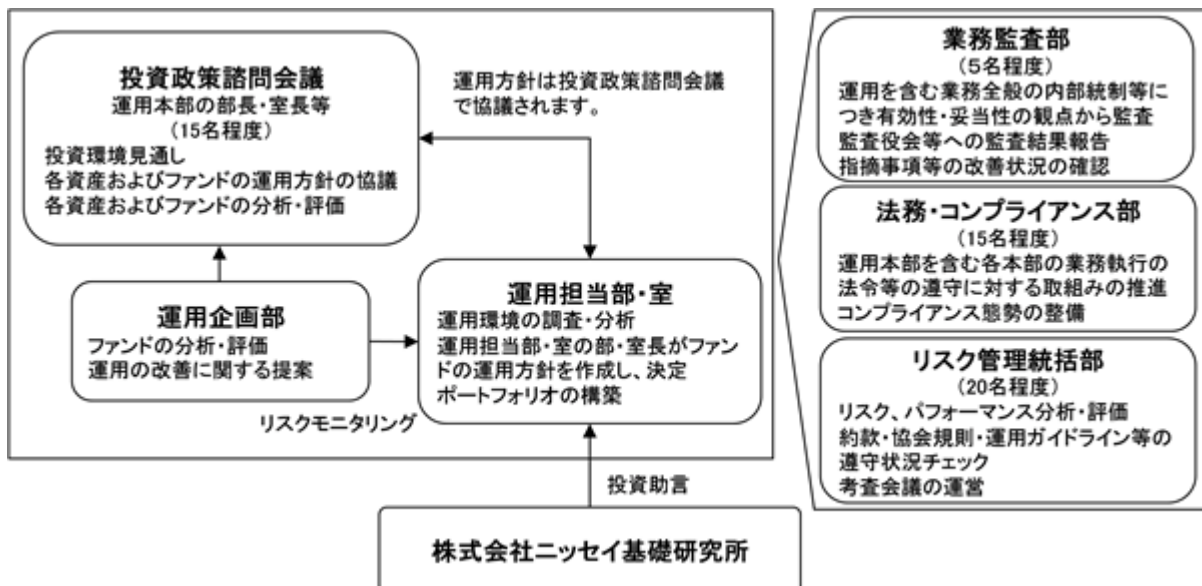 投資政策諮問会議
運用本部の部長・室長等
(15名程度)
投資環境見通し
各資産およびファンドの運用方針の協議
各資産およびファンドの分析・評価
運用方針は投資政策諮問会議
で協議されます。
運用企画部
ファンドの分析・評価
運用の改善に関する提案
リスクモニタリング
運用担当部・室
運用環境の調査・分析
運用担当部・室の部・室長がファン
ドの運用方針を作成し、決定
ポートフォリオの構築
投資助言
株式会社ニッセイ基礎研究所
業務監査部
(5名程度)
運用を含む業務全般の内部統制等に
つき有効性・妥当性の観点から監査
監査役会等への監査結果報告
指摘事項等の改善状況の確認
法務・コンプライアンス部
(15名程度)
運用本部を含む各本部の業務執行の
法令等の遵守に対する取組みの推進
コンプライアンス態勢の整備
リスク管理統括部
(20名程度)
リスク、パフォーマンス分析・評価
約款・協会規則・運用ガイドライン等の
遵守状況チェック
考査会議の運営